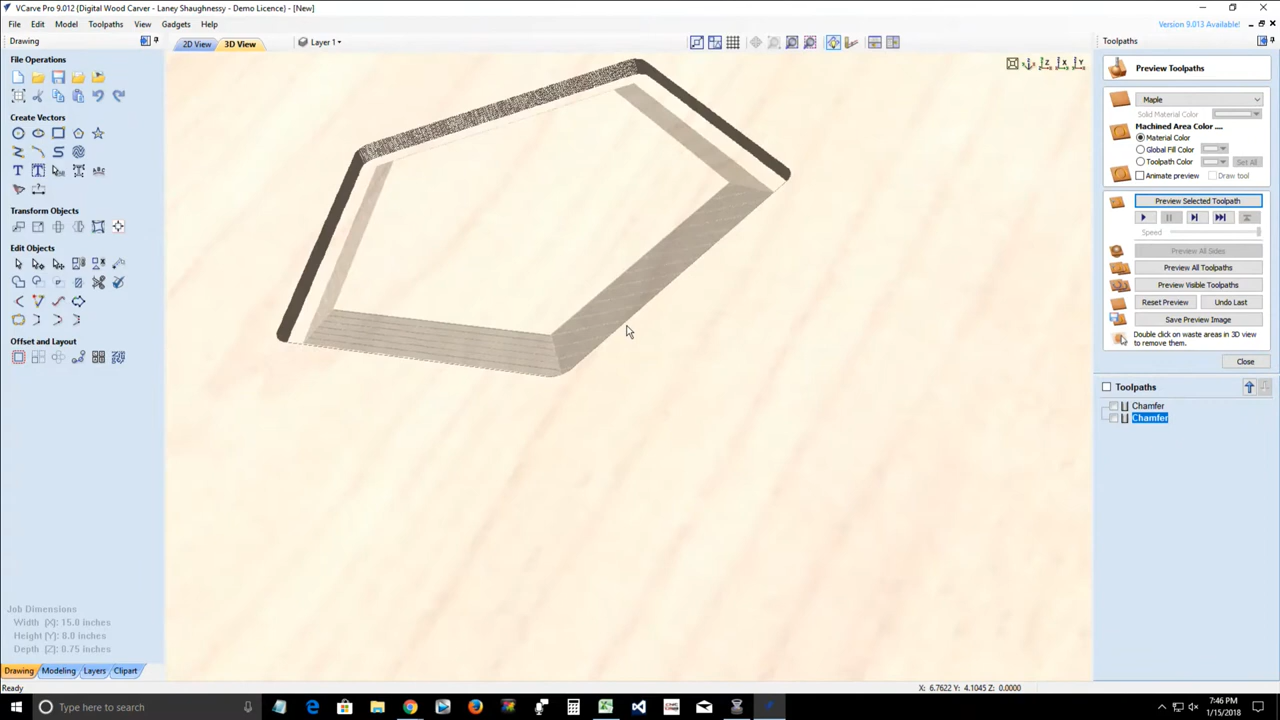 VCarve Pro 9.012 {Digital Wood Carver - Laney Shaughnessy - Demo Licence} - [New]
File Edit Model Toolpaths View Gadgets Help
Version 9.013 Available!
Drawing
2D View 3D View Layer 1
File Operations
Create Vectors
Transform Objects
Edit Objects
Offset and Layout
Job Dimensions
Width (X): 15.0 inches
Height (Y): 8.0 inches
Depth (Z): 0.75 inches
Drawing Modeling Layers Clipart
Ready
X: 6.7622 Y: 4.1045 Z: 0.0000
Toolpaths
Z X Y
Preview Toolpaths
Maple
Solid Material Color
Machined Area Color ....
Material Color
Global Fill Color
Toolpath Color Set All
Animate preview Draw tool
Preview Selected Toolpath
Speed
Preview All Sides
Preview All Toolpaths
Preview Visible Toolpaths
Reset Preview Undo Last
Save Preview Image
Double click on waste areas in 3D view
to remove them.
Close
Toolpaths
Chamfer
Chamfer
Type here to search
7:46 PM
1/15/2018